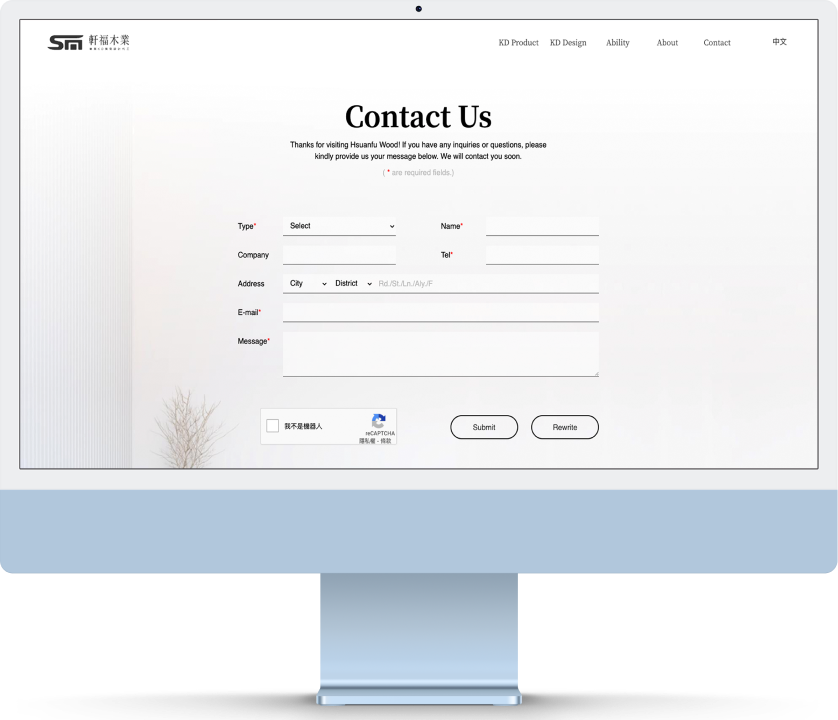 軒福木業
KD Product KD Design Ability About Contact 中文
Contact Us
Thanks for visiting Hsuanfu Wood! If you have any inquiries or questions, please
kindly provide us your message below. We will contact you soon.
( * are required fields.)
Type* Select Name*
Company Tel*
Address City District Rd./St./Ln./Aly./F
E-mail*
Message*
我不是機器人
reCAPTCHA
隱私權 - 條款
Submit Rewrite